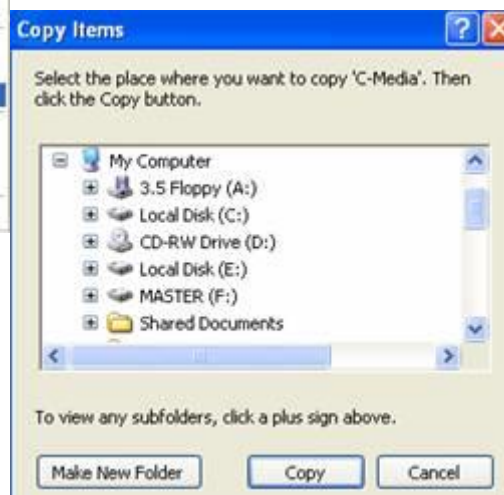 Copy Items
Select the place where you want to copy 'C-Media'. Then
click the Copy button.
My Computer
3.5 Floppy (A:)
Local Disk (C:)
CD-RW Drive (D:)
Local Disk (E:)
MASTER (F:)
Shared Documents
To view any subfolders, click a plus sign above.
Make New Folder Copy Cancel